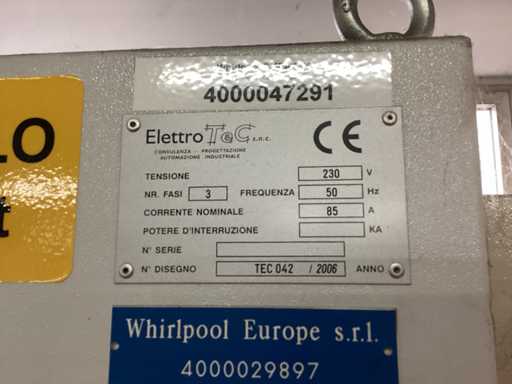 4000047291
Elettro TeC s.n.c.
CONSULENZA - PROGETTAZIONE
AUTOMAZIONE INDUSTRIALE
CE
TENSIONE 230 V
NR. FASI 3 FREQUENZA 50 Hz
CORRENTE NOMINALE 85 A
POTERE D'INTERRUZIONE KA
N° SERIE
N° DISEGNO TEC 042 / 2006 ANNO
LO
t
Whirlpool Europe s.r.l.
4000029897